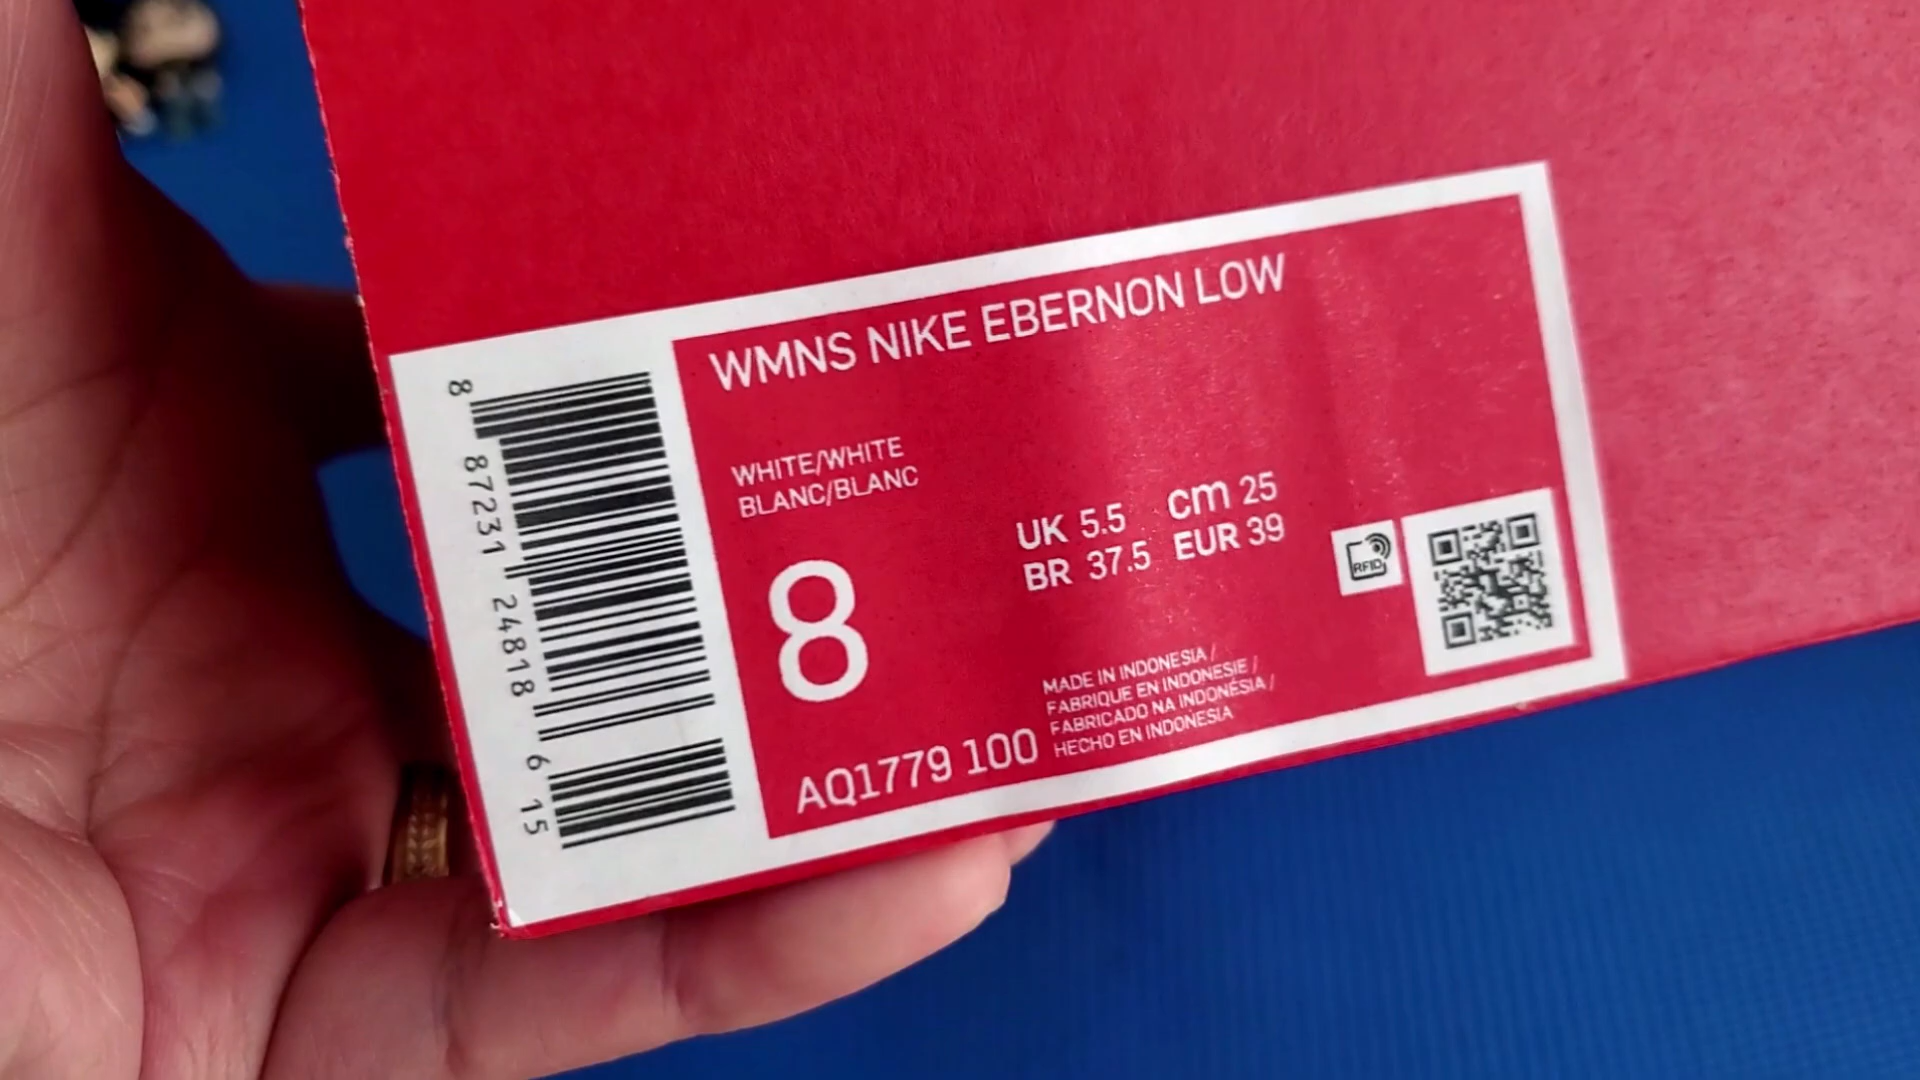 WMNS NIKE EBERNON LOW
WHITE/WHITE
BLANC/BLANC
UK 5.5 cm 25
BR 37.5 EUR 39
8
RFID
MADE IN INDONESIA /
FABRIQUE EN INDONESIE /
FABRICADO NA INDONÉSIA /
HECHO EN INDONESIA
AQ1779 100
8 87231 24818 6 15